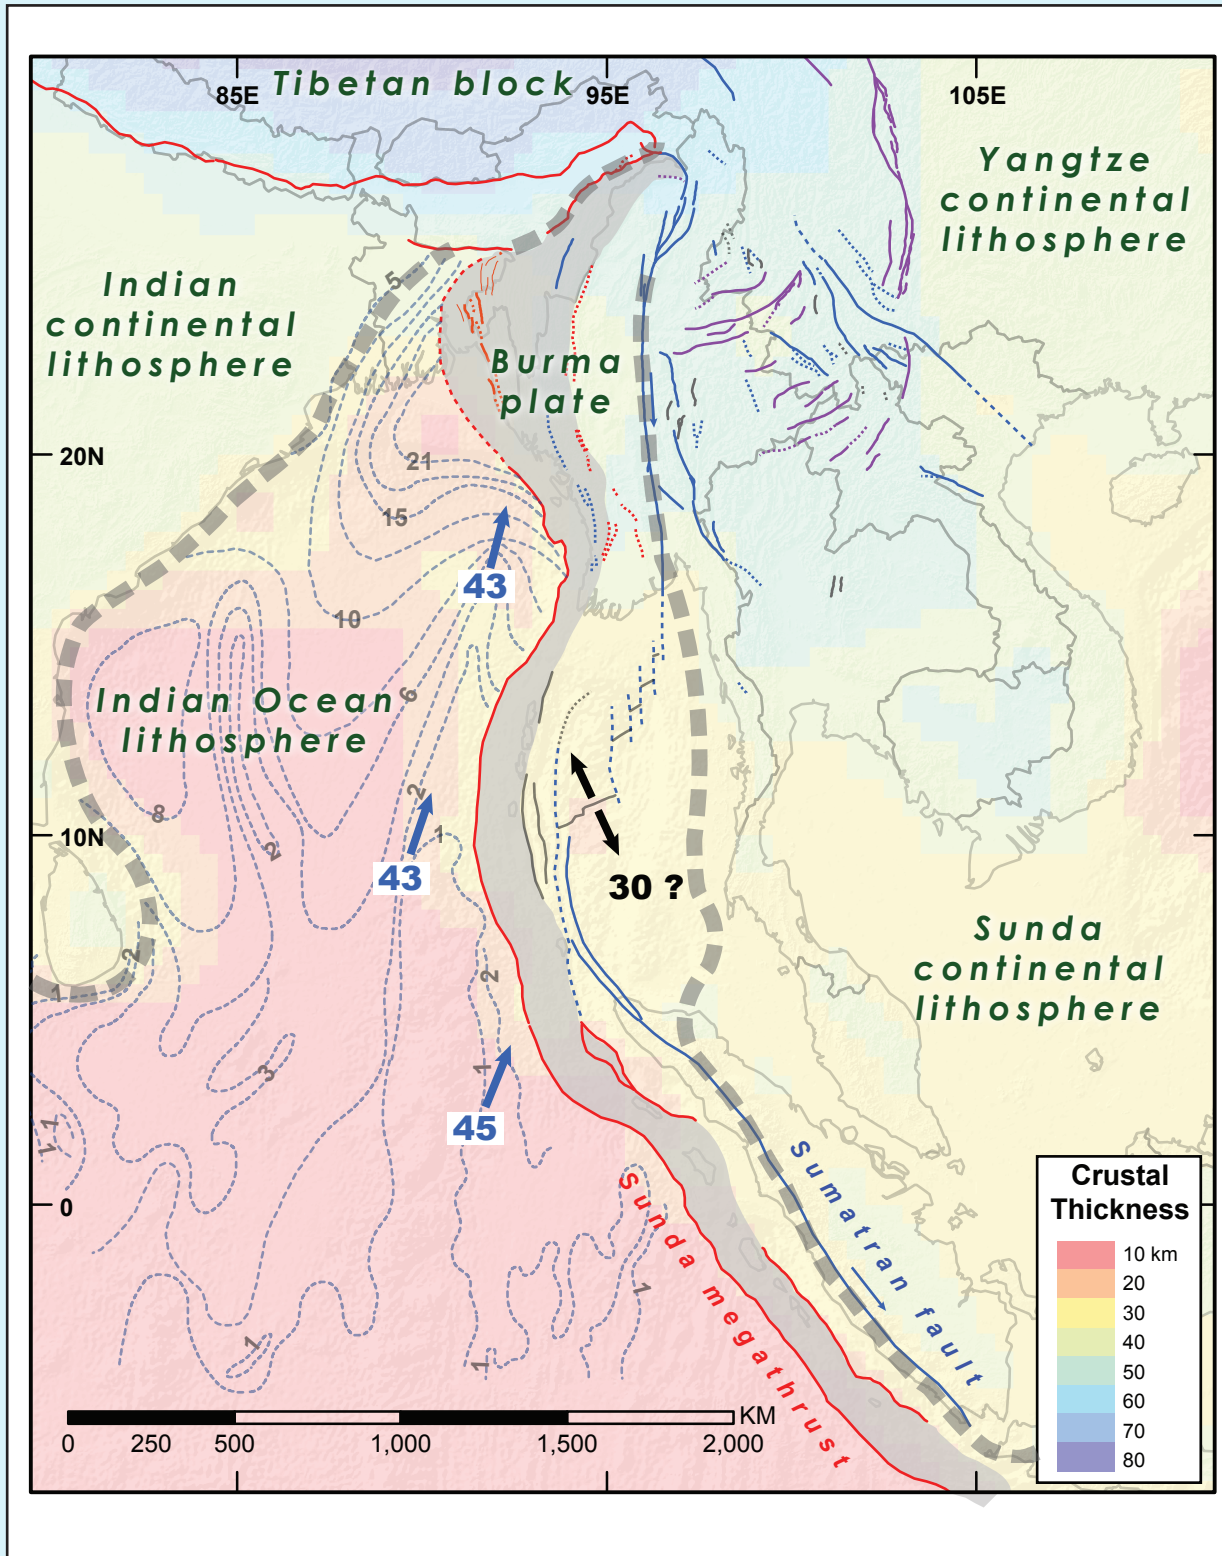 85E
Tibetan block
95E
105E
Yangtze
continental
lithosphere
Indian
continental
lithosphere
5
Burma
plate
20N
21
15
43
10
6
Indian Ocean
lithosphere
2
8
1
10N
2
43
30 ?
Sunda
continental
lithosphere
2
1
2
3
1
1
1
45
Sumatran fault
Sunda megathrust
0
1
1
1
Crustal
Thickness
10 km
20
30
40
50
60
70
80
KM
0 250 500 1,000 1,500 2,000